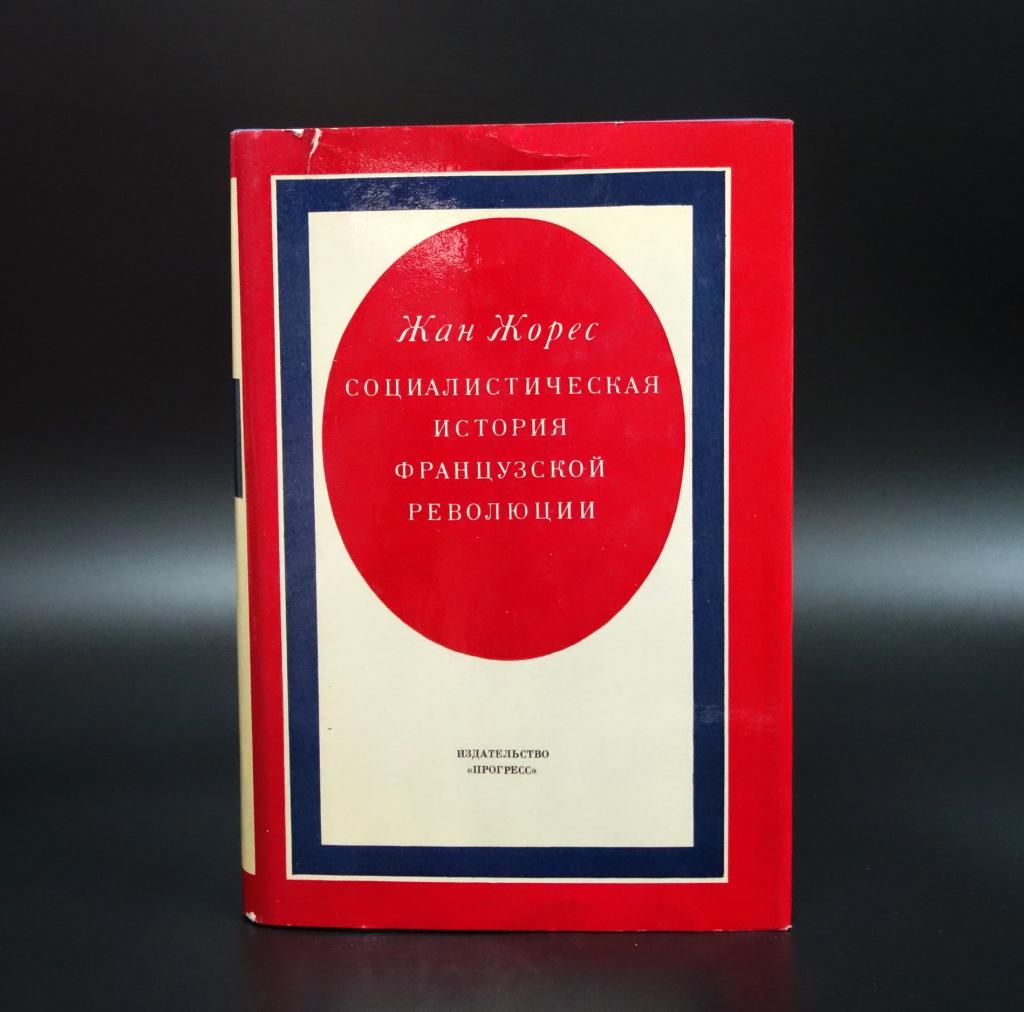 Жан Жорес
СОЦИАЛИСТИЧЕСКАЯ
ИСТОРИЯ
ФРАНЦУЗСКОЙ
РЕВОЛЮЦИИ
ИЗДАТЕЛЬСТВО
«ПРОГРЕСС»